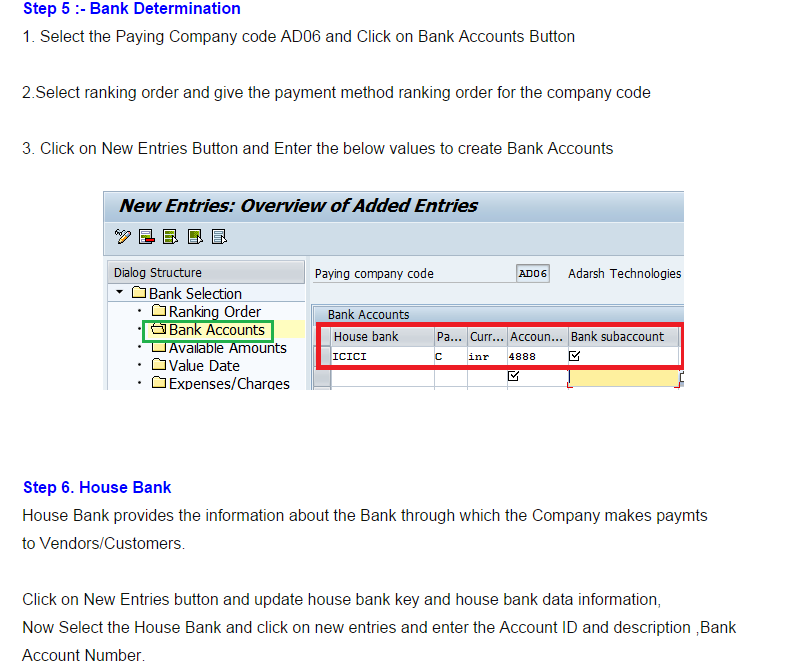 Step 5 :- Bank Determination
1. Select the Paying Company code AD06 and Click on Bank Accounts Button
2.Select ranking order and give the payment method ranking order for the company code
3. Click on New Entries Button and Enter the below values to create Bank Accounts
New Entries: Overview of Added Entries
Dialog Structure
Bank Selection
Ranking Order
Bank Accounts
Available Amounts
Value Date
Expenses/Charges
Paying company code AD06 Adarsh Technologies
Bank Accounts
House bank Pa... Curr... Accoun... Bank subaccount
ICICI C inr 4888
Step 6. House Bank
House Bank provides the information about the Bank through which the Company makes paymts
to Vendors/Customers.
Click on New Entries button and update house bank key and house bank data information,
Now Select the House Bank and click on new entries and enter the Account ID and description ,Bank
Account Number.